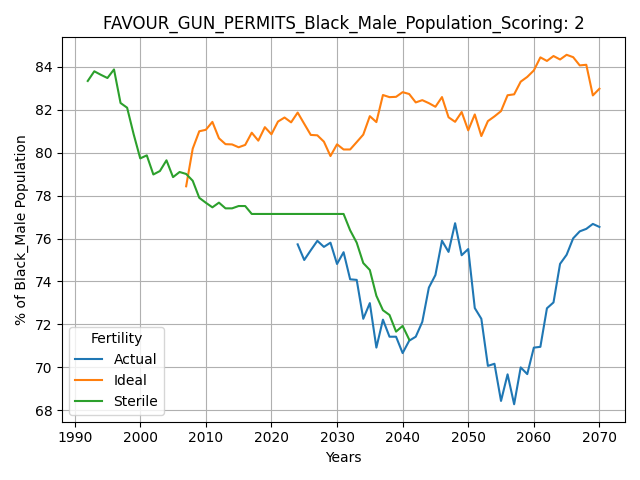 FAVOUR_GUN_PERMITS_Black_Male_Population_Scoring: 2
% of Black_Male Population
84
82
80
78
76
74
72
70
68
Fertility
Actual
Ideal
Sterile
1990 2000 2010 2020 2030 2040 2050 2060 2070
Years